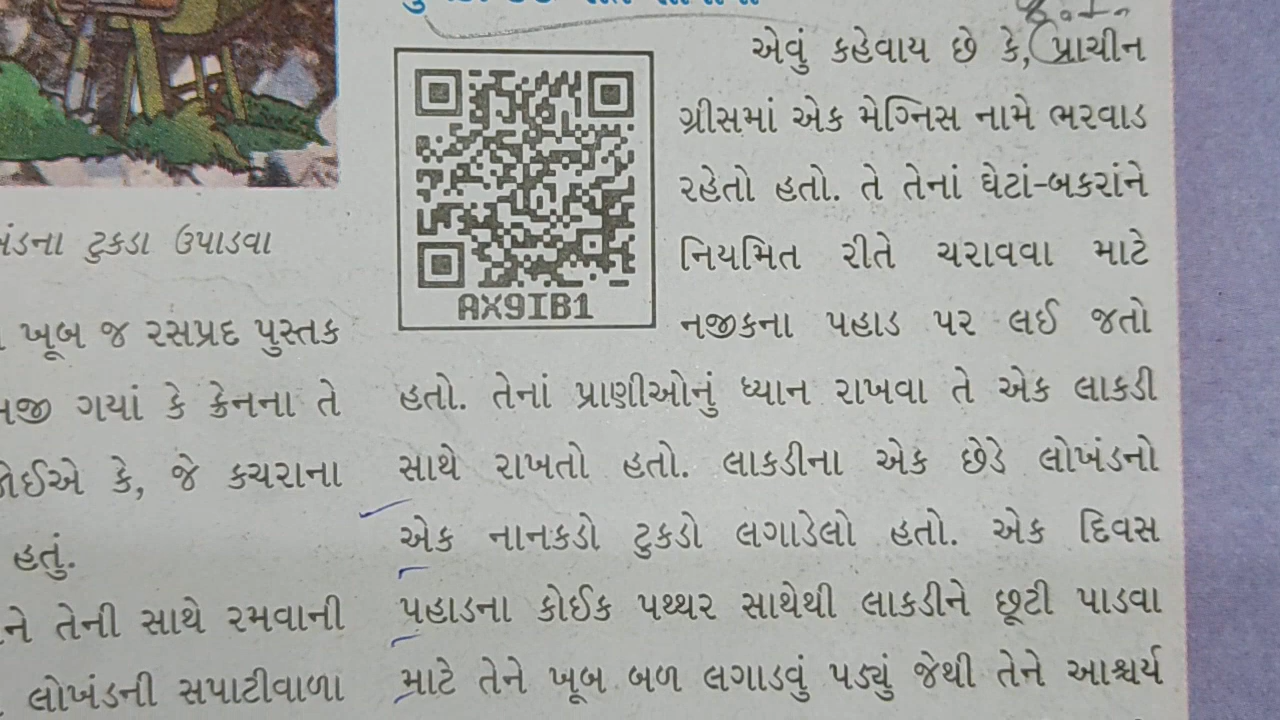 ટુકડા ઉપાડવા
ખૂબ જ રસપ્રદ પુસ્તક
ગયાં કે ક્રેનના તે
કે, જે કચરાના
હતું.
તેની સાથે રમવાની
લોખંડની સપાટીવાળા
AX9IB1
એવું કહેવાય છે કે, પ્રાચીન
ગ્રીસમાં એક મેગ્નિસ નામે ભરવાડ
રહેતો હતો. તે તેનાં ઘેટાં-બકરાંને
નિયમિત રીતે ચરાવવા માટે
નજીકના પહાડ પર લઈ જતો
હતો. તેનાં પ્રાણીઓનું ધ્યાન રાખવા તે એક લાકડી
સાથે રાખતો હતો. લાકડીના એક છેડે લોખંડનો
એક નાનકડો ટુકડો લગાડેલો હતો. એક દિવસ
પહાડના કોઈક પથ્થર સાથેથી લાકડીને છૂટી પાડવા
માટે તેને ખૂબ બળ લગાડવું પડ્યું જેથી તેને આશ્ચર્ય